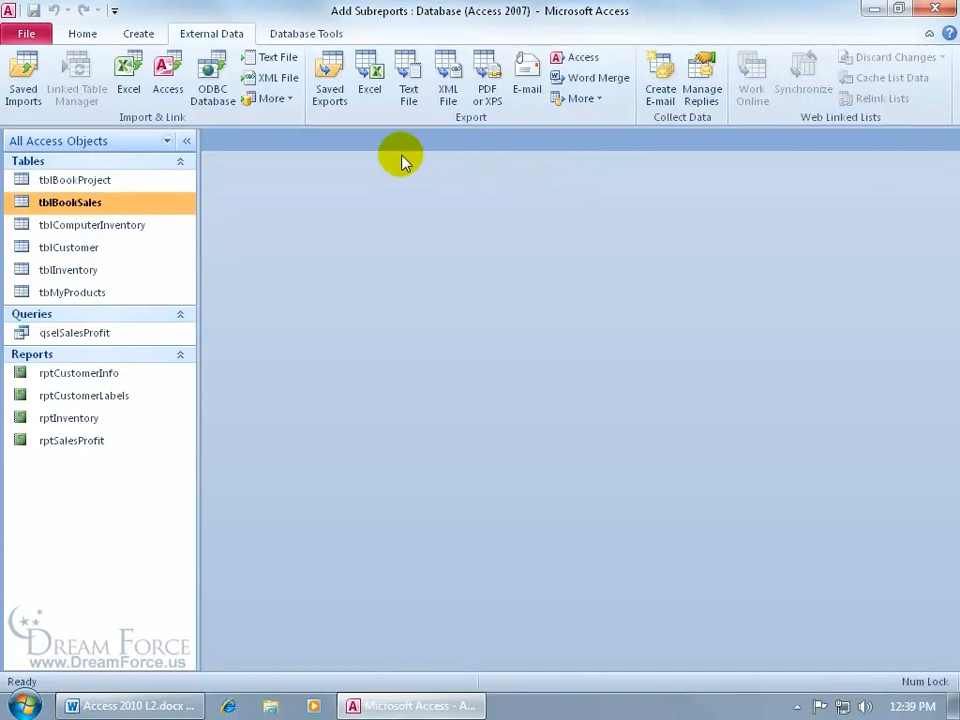 Add Subreports : Database (Access 2007) - Microsoft Access
File Home Create External Data Database Tools
Saved Imports
Linked Table Manager
Excel
Access
ODBC Database
Text File
XML File
More
Import & Link
Saved Exports
Excel
Text File
XML File
PDF or XPS
E-mail
Access
Word Merge
More
Export
Create E-mail
Manage Replies
Collect Data
Work Online
Synchronize
Discard Changes
Cache List Data
Relink Lists
Web Linked Lists
All Access Objects
Tables
tblBookProject
tblBookSales
tblComputerInventory
tblCustomer
tblInventory
tbMyProducts
Queries
qselSalesProfit
Reports
rptCustomerInfo
rptCustomerLabels
rptInventory
rptSalesProfit
DREAM FORCE
www.DreamForce.us
Ready
Num Lock
Access 2010 L2.docx ...
Microsoft Access - A...
12:39 PM